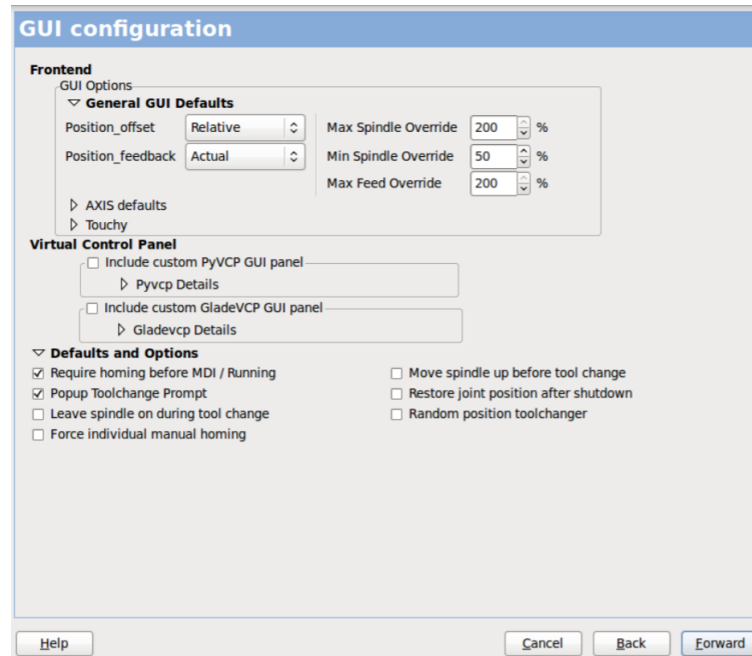 GUI configuration
Frontend
GUI Options
General GUI Defaults
Position_offset Relative Max Spindle Override 200 %
Position_feedback Actual Min Spindle Override 50 %
Max Feed Override 200 %
AXIS defaults
Touchy
Virtual Control Panel
Include custom PyVCP GUI panel
Pyvcp Details
Include custom GladeVCP GUI panel
Gladevcp Details
Defaults and Options
Require homing before MDI / Running Move spindle up before tool change
Popup Toolchange Prompt Restore joint position after shutdown
Leave spindle on during tool change Random position toolchanger
Force individual manual homing
Help Cancel Back Forward